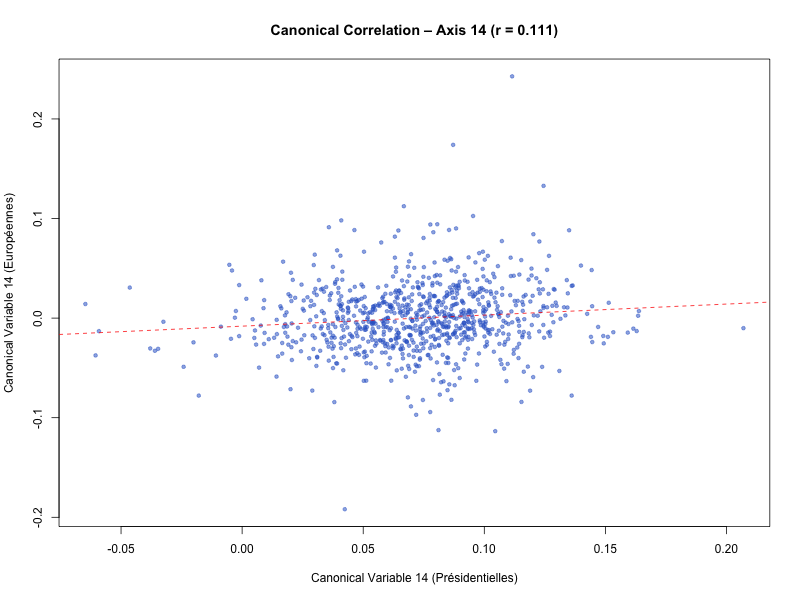 Canonical Correlation – Axis 14 (r = 0.111)
Canonical Variable 14 (Européennes)
0.2
0.1
0.0
-0.1
-0.2
-0.05 0.00 0.05 0.10 0.15 0.20
Canonical Variable 14 (Présidentielles)